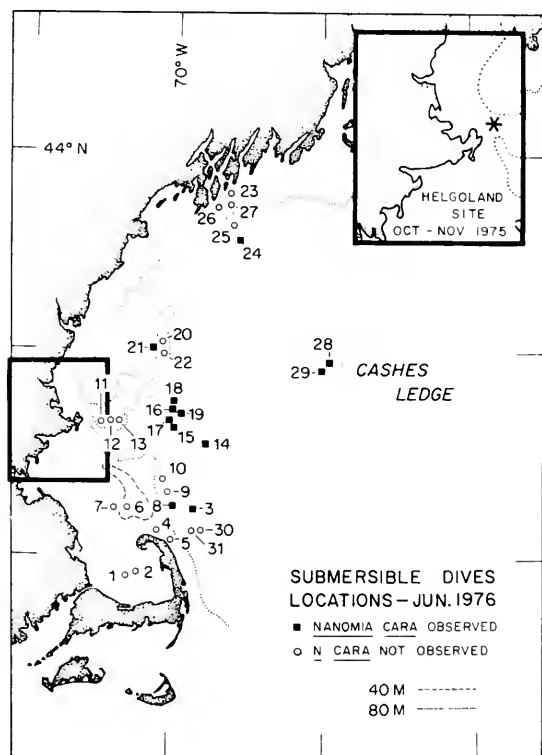 70° W
44° N
HELGOLAND
SITE
OCT - NOV 1975
23
26
27
25
24
20
21
22
28
29
CASHES
LEDGE
18
11
16
19
17
15
12
13
14
10
9
8
3
7
6
4
30
5
31
1
2
SUBMERSIBLE DIVES
LOCATIONS - JUN. 1976
■ NANOMIA CARA OBSERVED
○ N CARA NOT OBSERVED
40 M
80 M